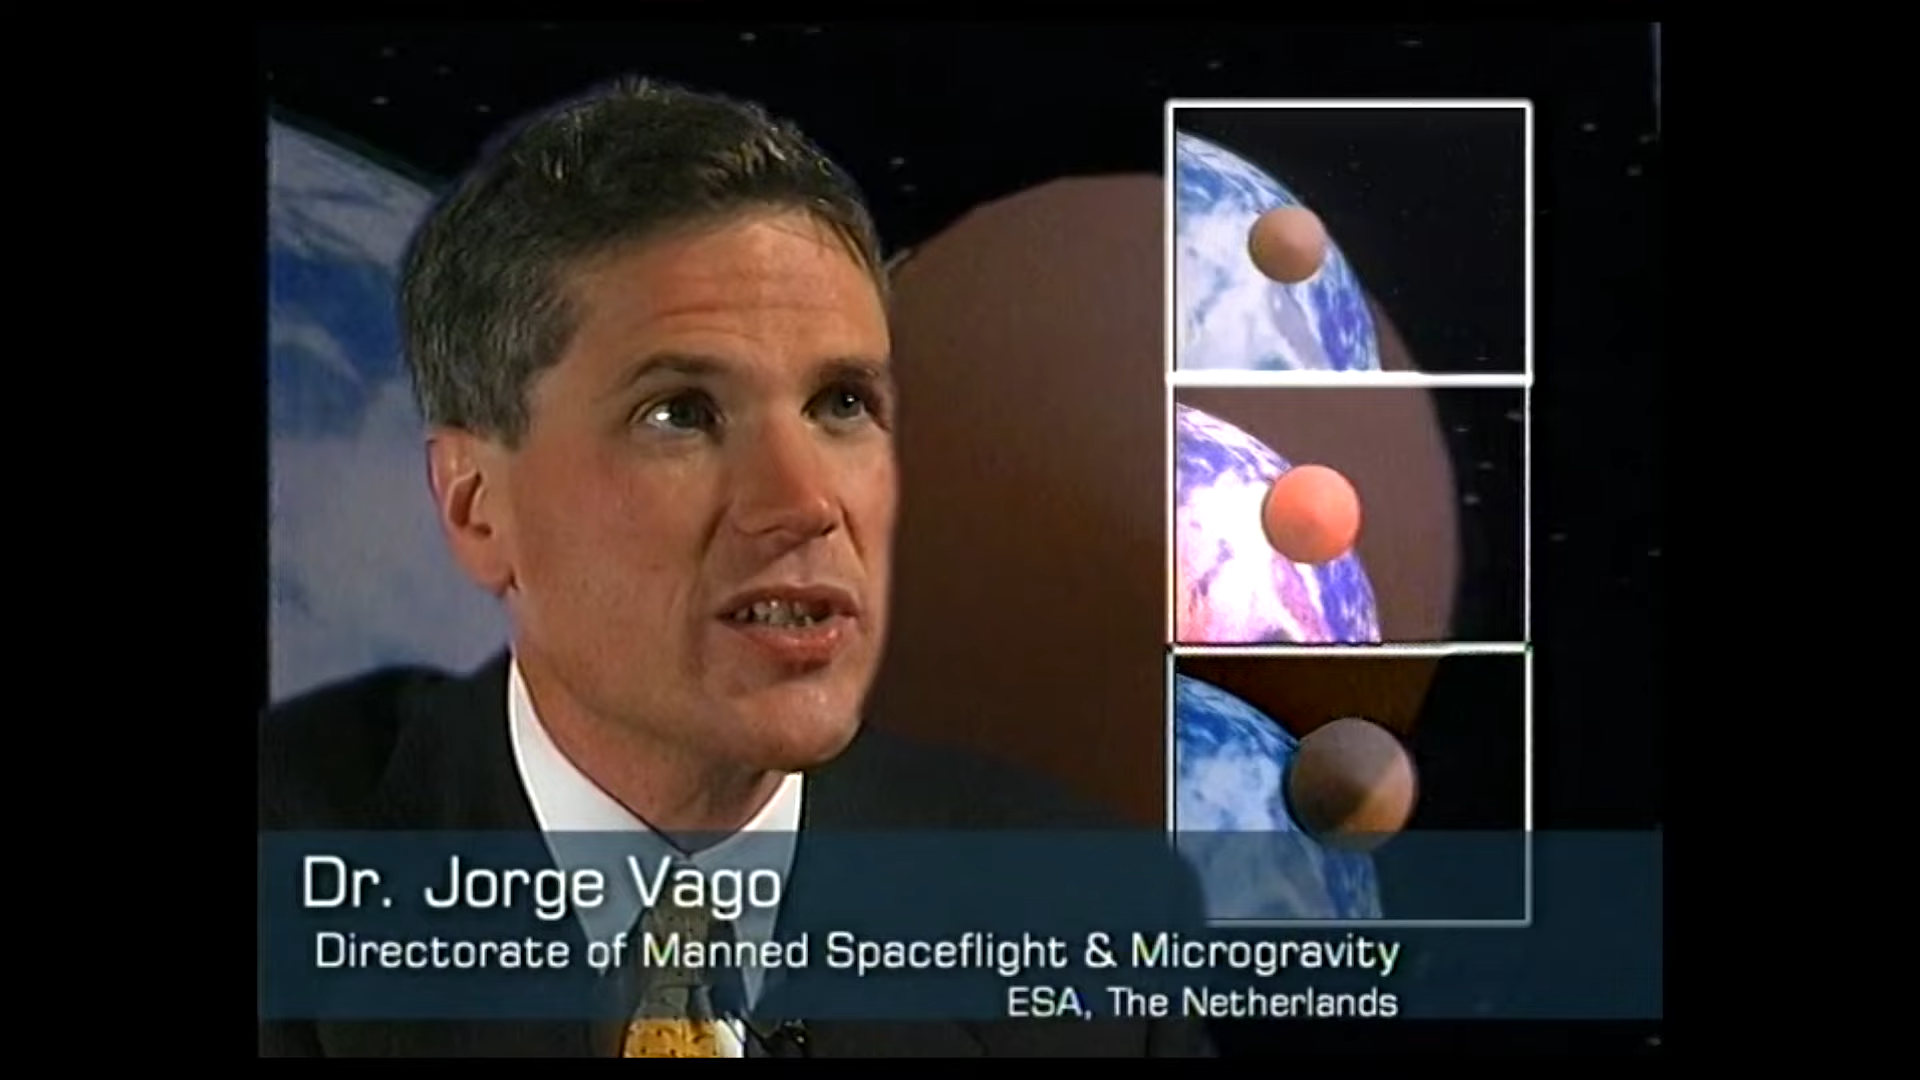 Dr. Jorge Vago
Directorate of Manned Spaceflight & Microgravity
ESA, The Netherlands